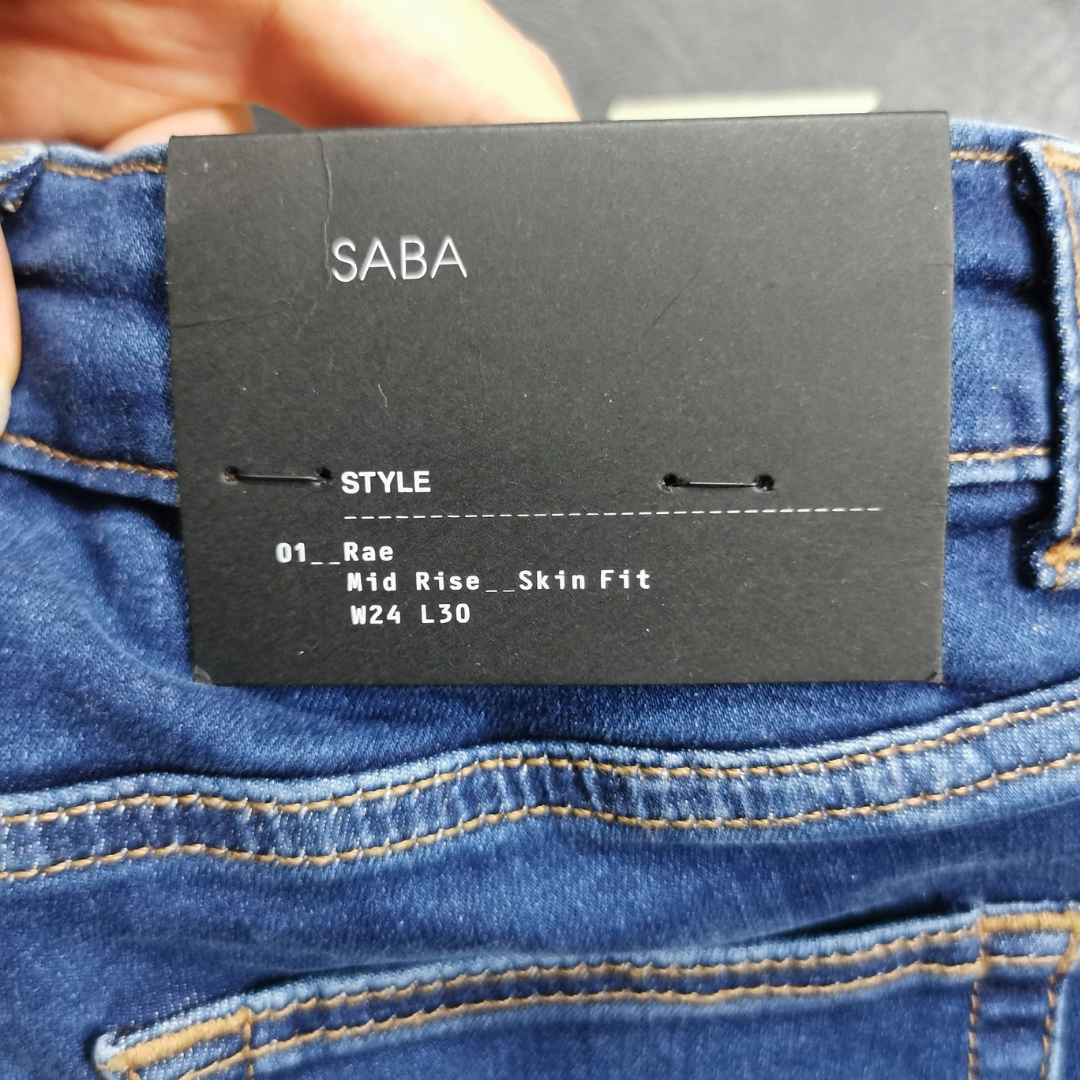 SABA
STYLE
01__Rae
Mid Rise__Skin Fit
W24 L30